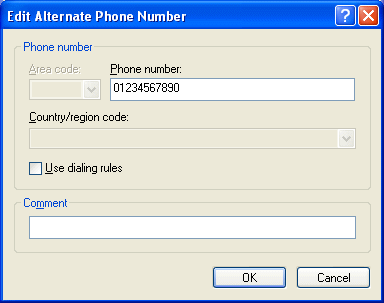 Edit Alternate Phone Number
Phone number
Area code: Phone number:
01234567890
Country/region code:
Use dialing rules
Comment
OK Cancel